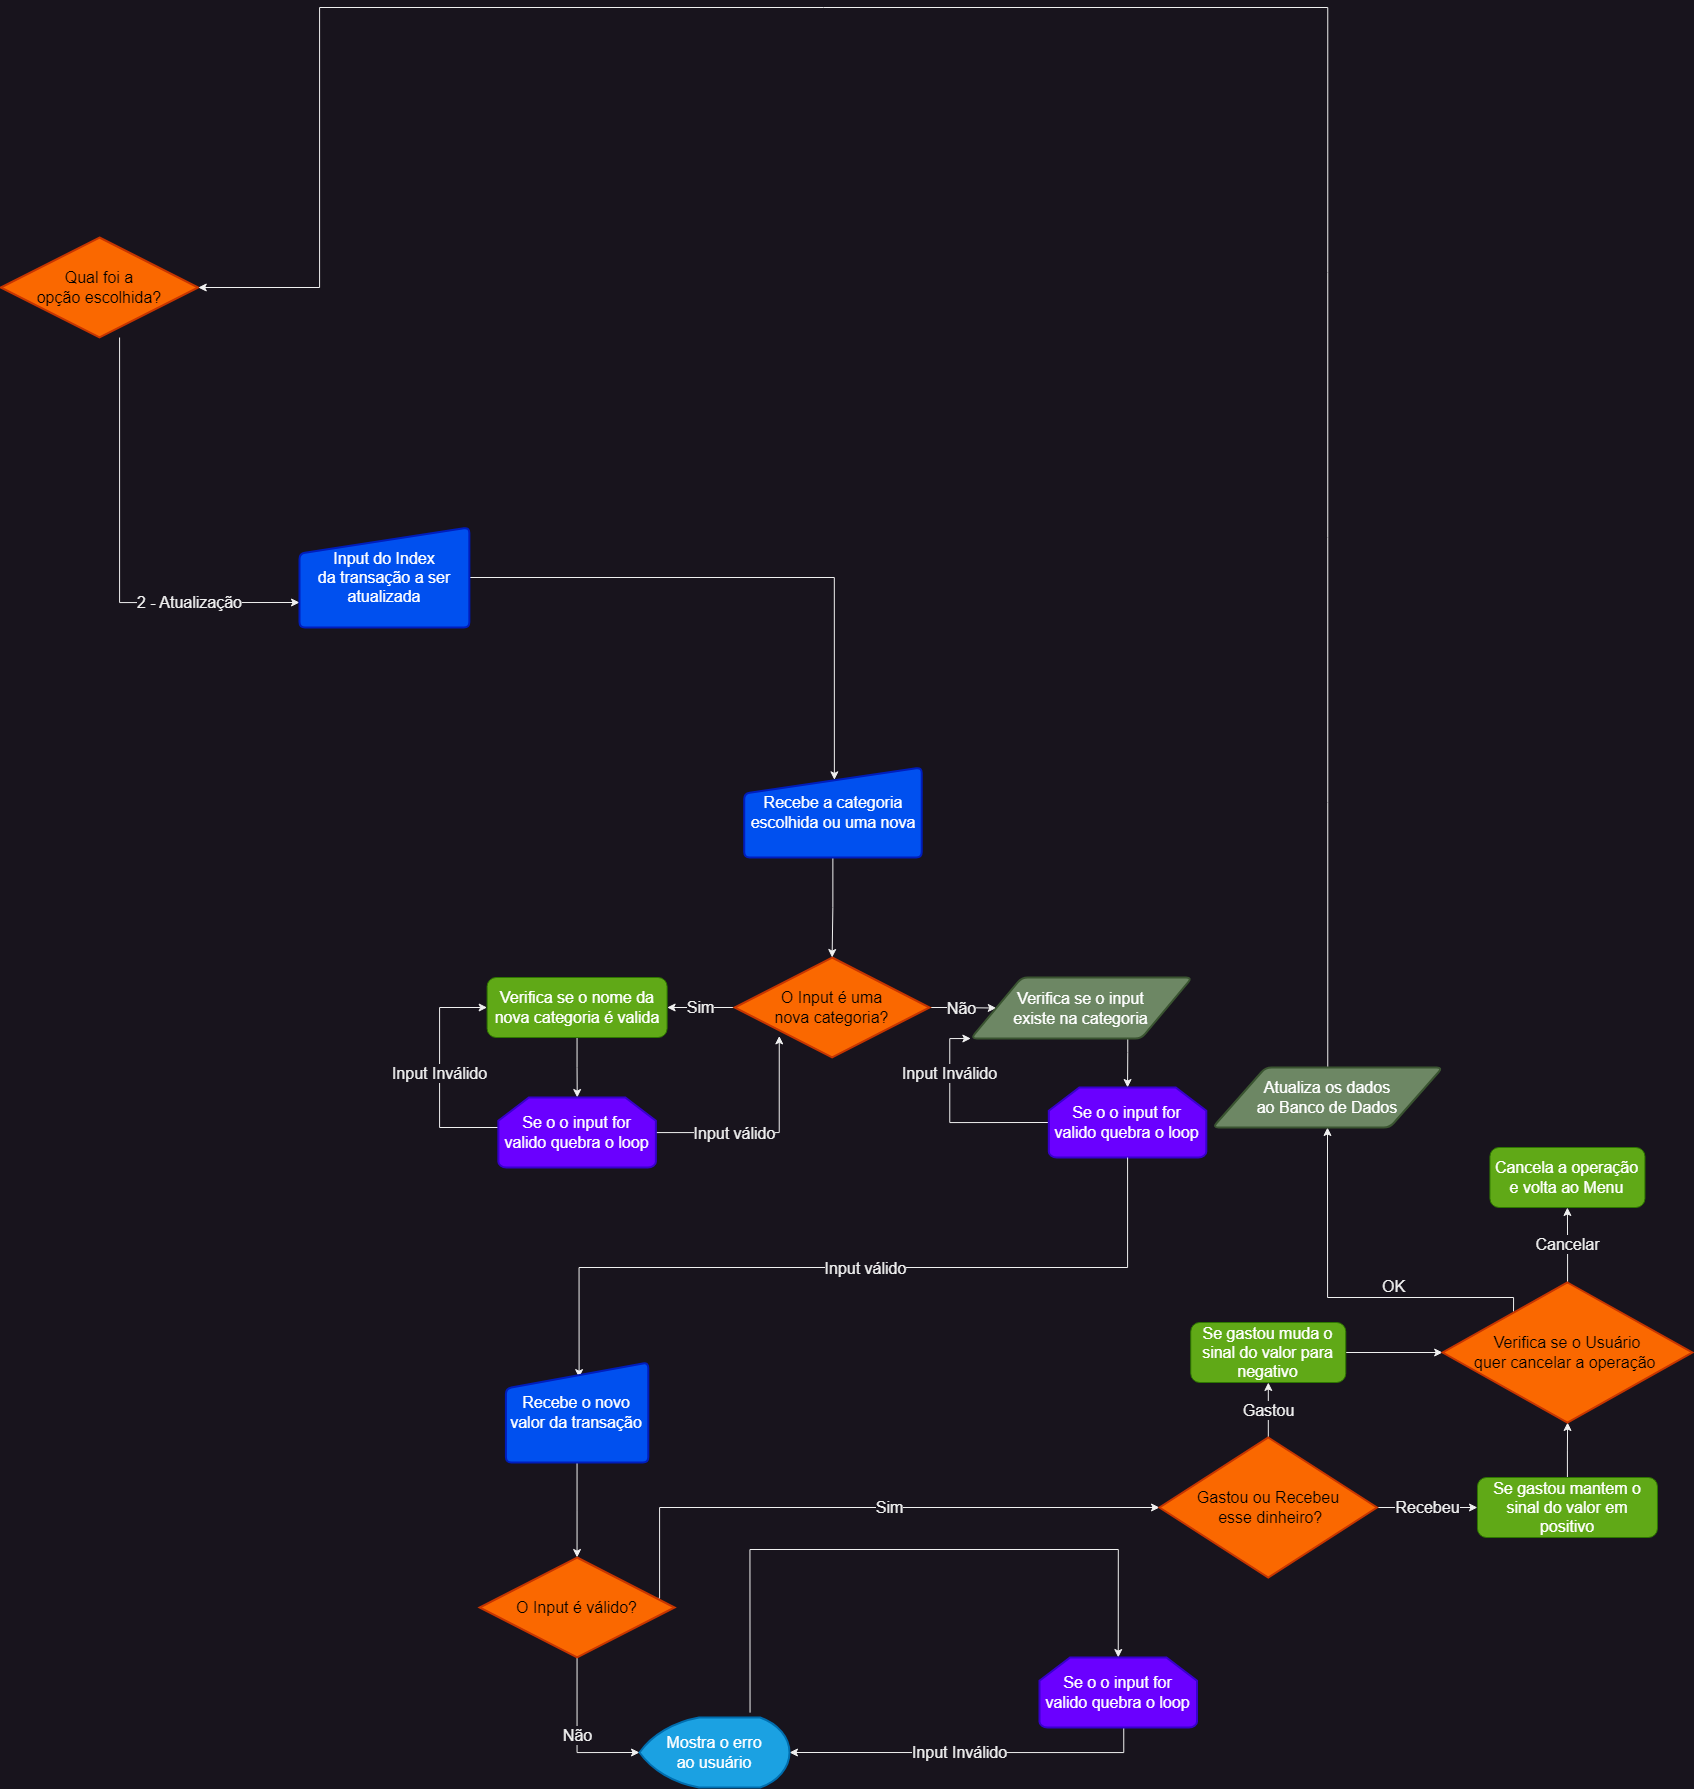 Qual foi a
opção escolhida?
2 - Atualização
Input do Index
da transação a ser
atualizada
Recebe a categoria
escolhida ou uma nova
O Input é uma
nova categoria?
Sim
Verifica se o nome da
nova categoria é valida
Input Inválido
Se o o input for
valido quebra o loop
Input válido
Não
Verifica se o input
existe na categoria
Input Inválido
Se o o input for
valido quebra o loop
Input válido
Atualiza os dados
ao Banco de Dados
Cancela a operação
e volta ao Menu
Cancelar
OK
Verifica se o Usuário
quer cancelar a operação
Se gastou muda o
sinal do valor para
negativo
Gastou
Recebe o novo
valor da transação
Gastou ou Recebeu
esse dinheiro?
Recebeu
Se gastou mantem o
sinal do valor em
positivo
Sim
O Input é válido?
Não
Mostra o erro
ao usuário
Se o o input for
valido quebra o loop
Input Inválido